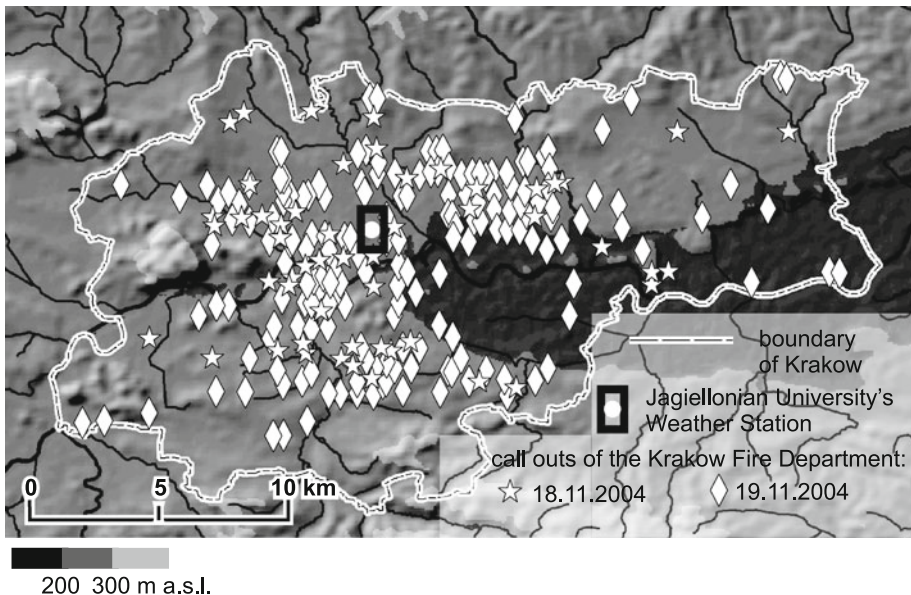 boundary
of Krakow
Jagiellonian University's
Weather Station
call outs of the Krakow Fire Department:
18.11.2004 19.11.2004
0 5 10 km
200 300 m a.s.l.